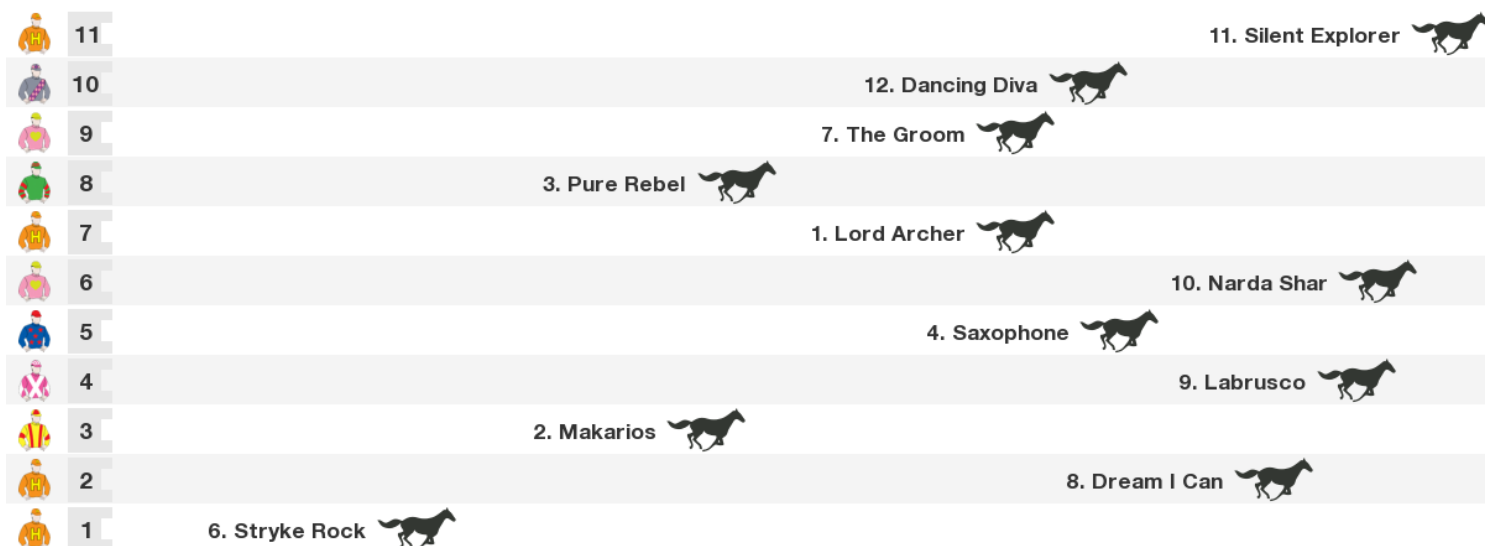 11 11. Silent Explorer
10 12. Dancing Diva
9 7. The Groom
8 3. Pure Rebel
H 7 1. Lord Archer
6 10. Narda Shar
5 4. Saxophone
4 9. Labrusco
3 2. Makarios
H 2 8. Dream I Can
H 1 6. Stryke Rock